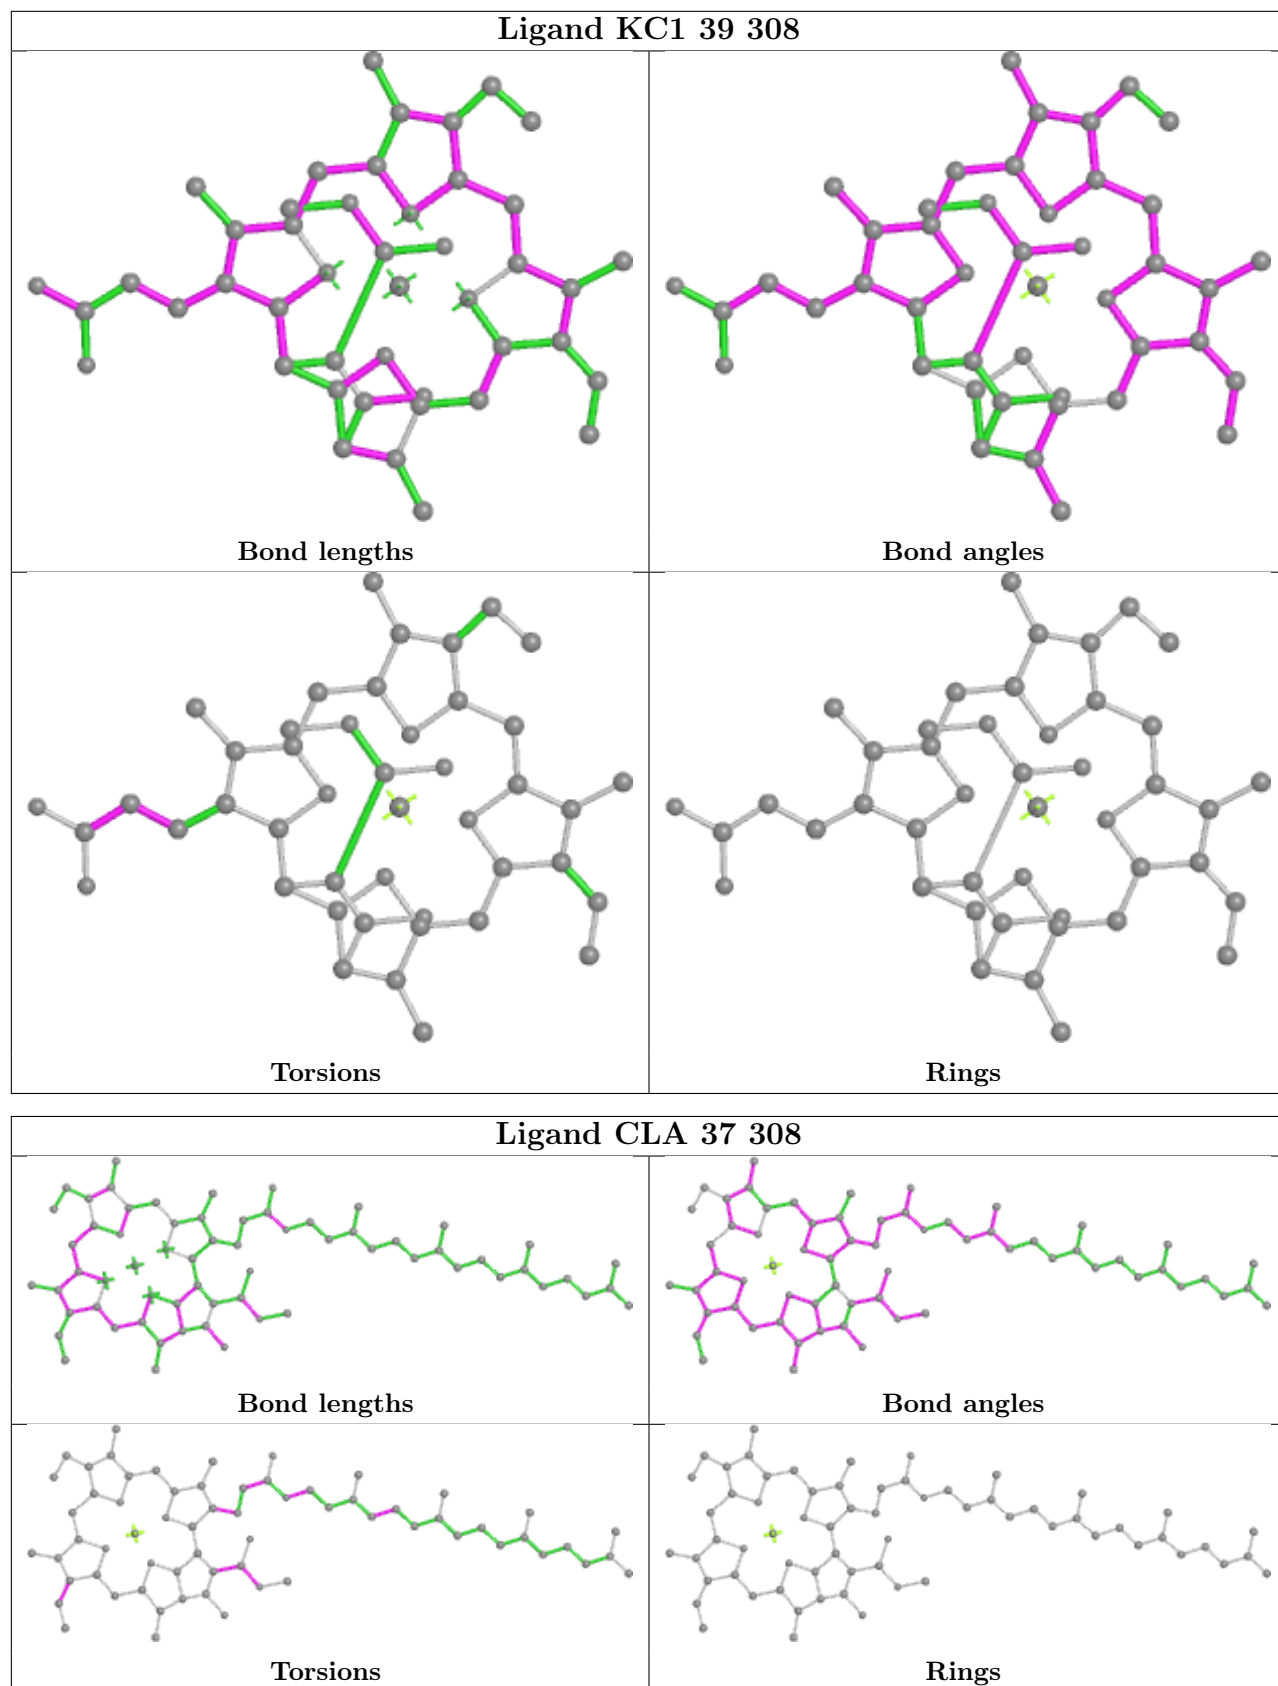 Ligand KC1 39 308
Bond lengths
Bond angles
Torsions
Rings
Ligand CLA 37 308
Bond lengths
Bond angles
Torsions
Rings